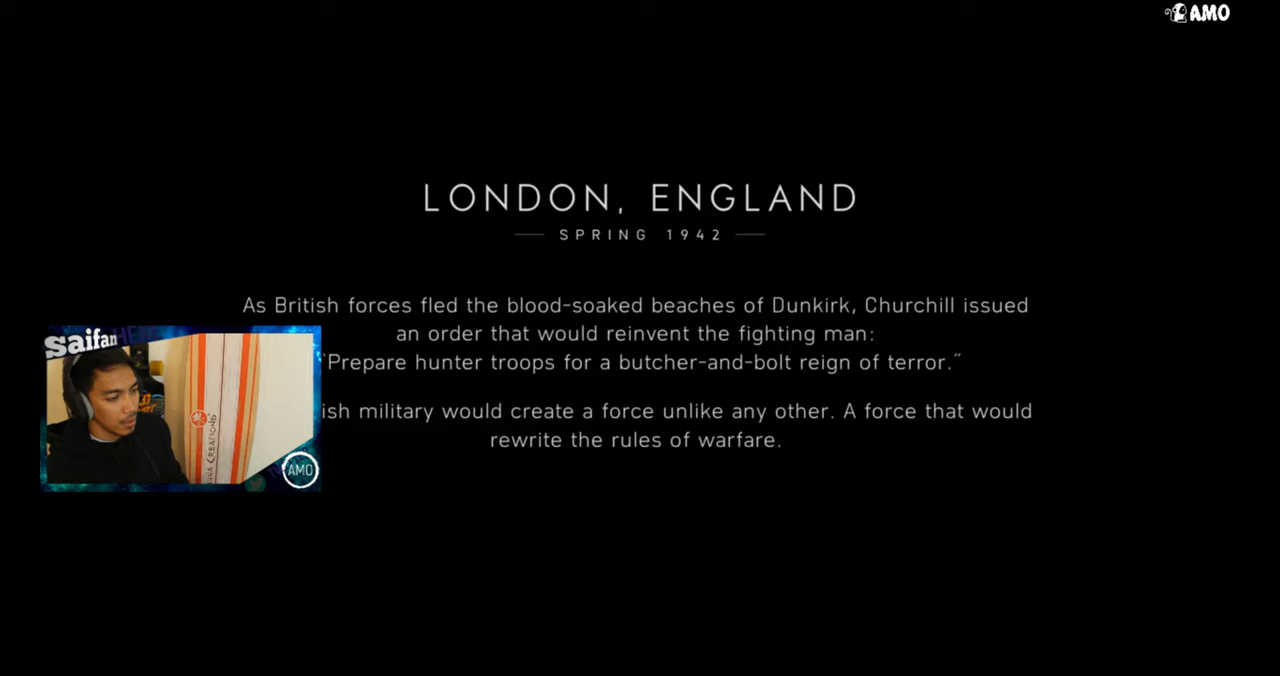 AMO
LONDON, ENGLAND
SPRING 1942
As British forces fled the blood-soaked beaches of Dunkirk, Churchill issued
an order that would reinvent the fighting man:
"Prepare hunter troops for a butcher-and-bolt reign of terror."
ish military would create a force unlike any other. A force that would
rewrite the rules of warfare.
saifan
CREATIONS
AMO